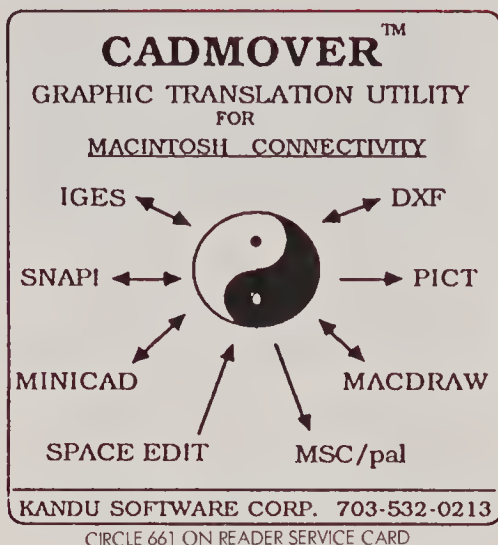 CADMOVER™
GRAPHIC TRANSLATION UTILITY
FOR
MACINTOSH CONNECTIVITY
IGES DXF
SNAP! PICT
MINICAD MACDRAW
SPACE EDIT MSC/pal
KANDU SOFTWARE CORP. 703-532-0213
CIRCLE 661 ON READER SERVICE CARD